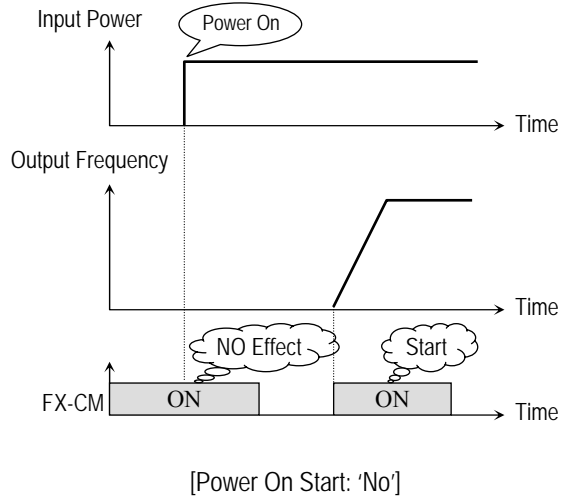 Input Power
Power On
Time
Output Frequency
Time
NO Effect
Start
FX-CM
ON
ON
Time
[Power On Start: ‘No’]